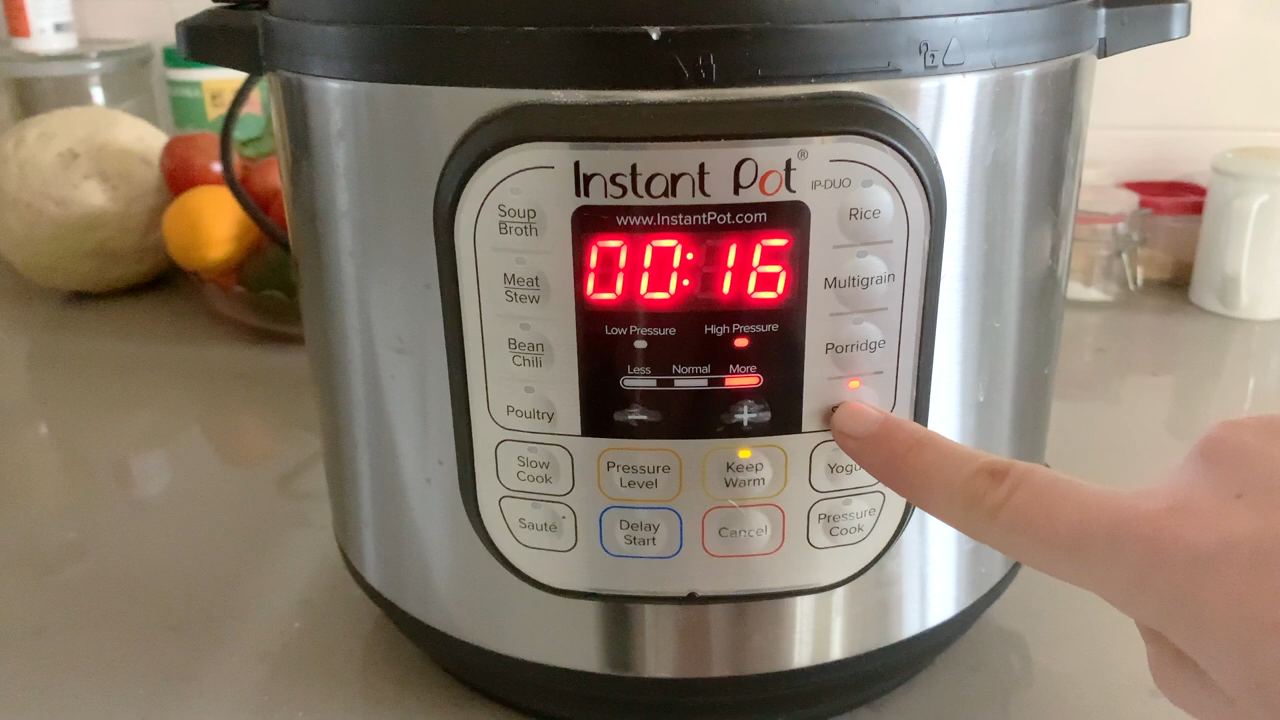 Instant Pot®
IP-DUO
www.InstantPot.com
00:16
Low Pressure
High Pressure
Less
Normal
More
−
+
Soup
Broth
Meat
Stew
Bean
Chili
Poultry
Rice
Multigrain
Porridge
Slow
Cook
Pressure
Level
Keep
Warm
Sauté
Delay
Start
Cancel
Pressure
Cook